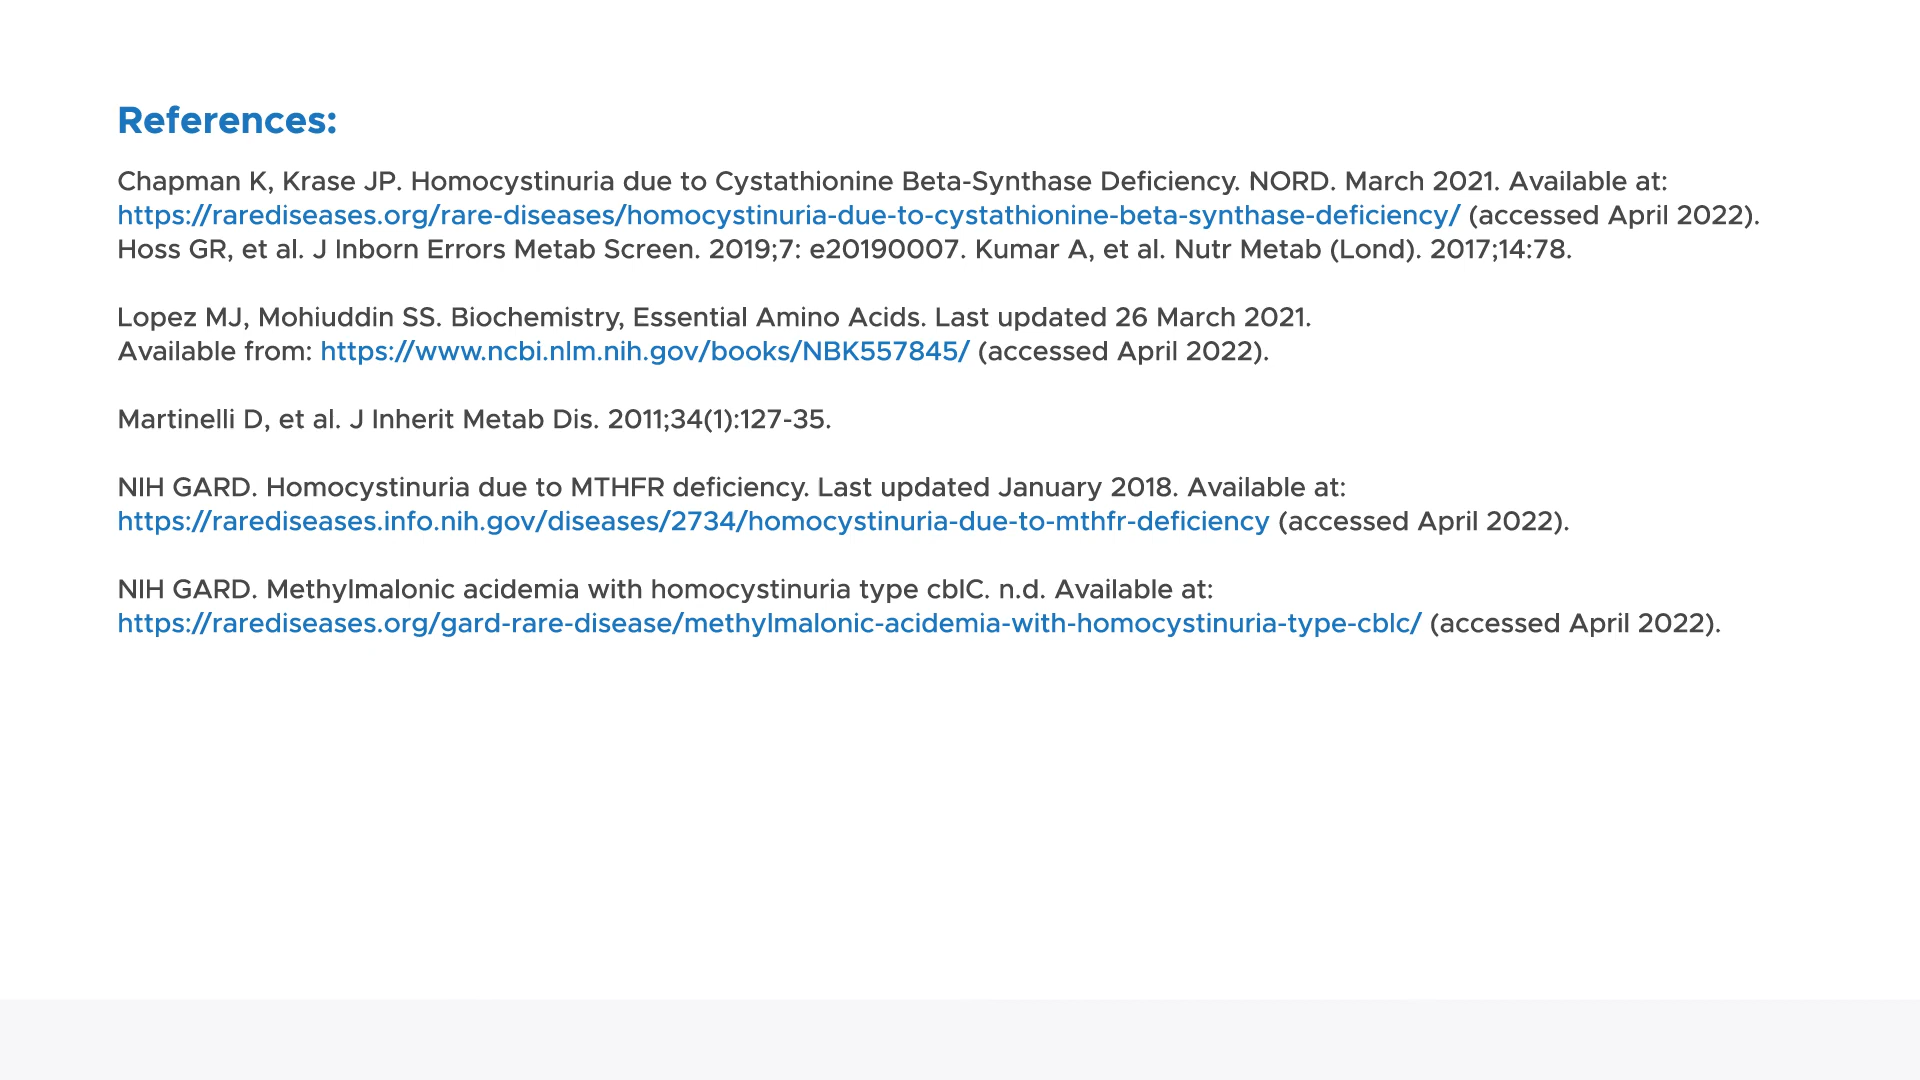 References:
Chapman K, Krase JP. Homocystinuria due to Cystathionine Beta-Synthase Deficiency. NORD. March 2021. Available at:
https://rarediseases.org/rare-diseases/homocystinuria-due-to-cystathionine-beta-synthase-deficiency/ (accessed April 2022).
Hoss GR, et al. J Inborn Errors Metab Screen. 2019;7: e20190007. Kumar A, et al. Nutr Metab (Lond). 2017;14:78.
Lopez MJ, Mohiuddin SS. Biochemistry, Essential Amino Acids. Last updated 26 March 2021.
Available from: https://www.ncbi.nlm.nih.gov/books/NBK557845/ (accessed April 2022).
Martinelli D, et al. J Inherit Metab Dis. 2011;34(1):127-35.
NIH GARD. Homocystinuria due to MTHFR deficiency. Last updated January 2018. Available at:
https://rarediseases.info.nih.gov/diseases/2734/homocystinuria-due-to-mthfr-deficiency (accessed April 2022).
NIH GARD. Methylmalonic acidemia with homocystinuria type cblC. n.d. Available at:
https://rarediseases.org/gard-rare-disease/methylmalonic-acidemia-with-homocystinuria-type-cblc/ (accessed April 2022).